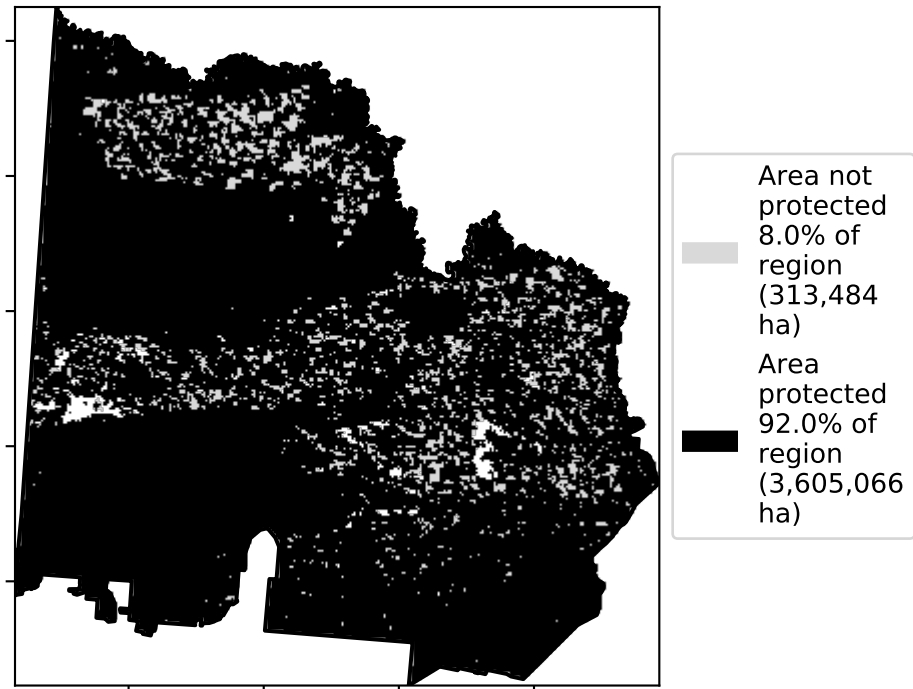 Area not
protected
8.0% of
region
(313,484
ha)
Area
protected
92.0% of
region
(3,605,066
ha)